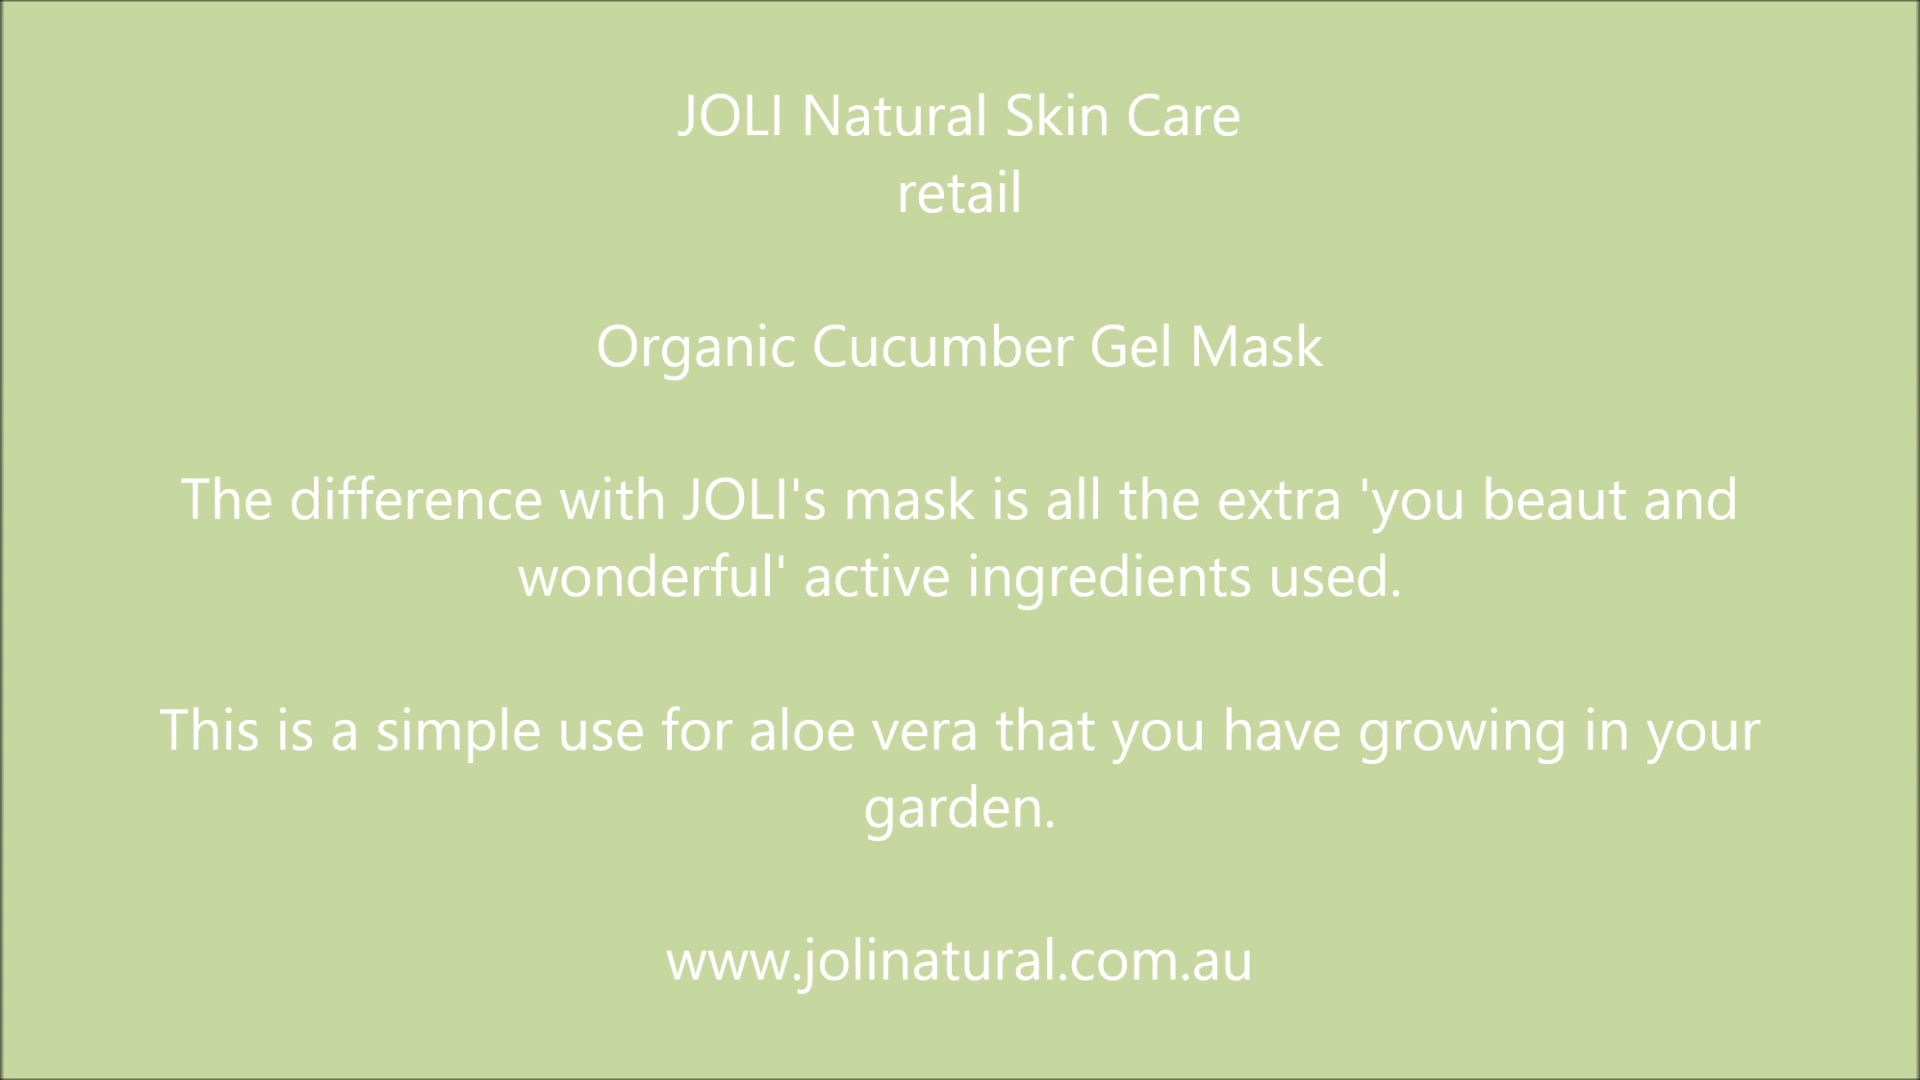 JOLI Natural Skin Care
retail
Organic Cucumber Gel Mask
The difference with JOLI's mask is all the extra 'you beaut and
wonderful' active ingredients used.
This is a simple use for aloe vera that you have growing in your
garden.
www.jolinatural.com.au